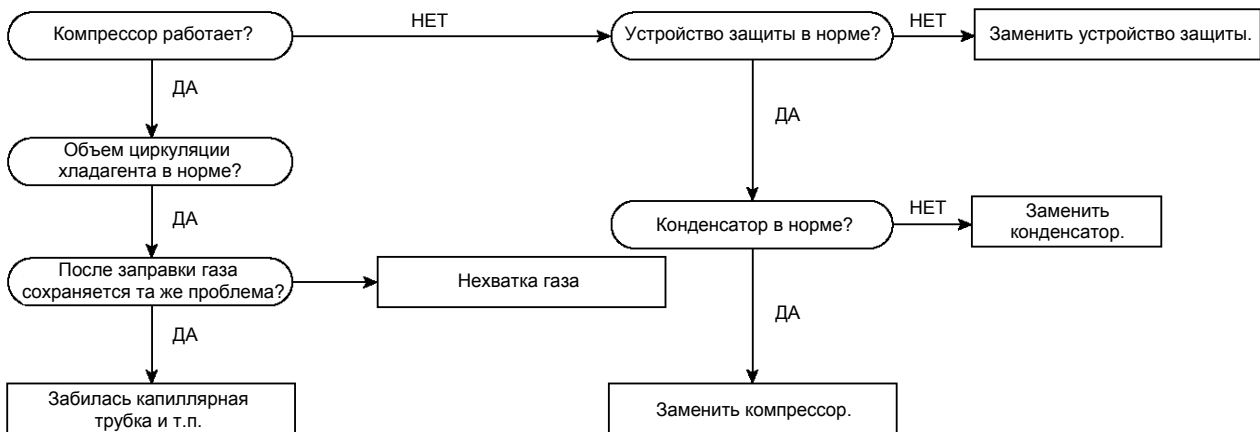 Компрессор работает?
НЕТ
Устройство защиты в норме?
НЕТ
Заменить устройство защиты.
ДА
ДА
Объем циркуляции
хладагента в норме?
ДА
Конденсатор в норме?
НЕТ
Заменить
конденсатор.
После заправки газа
сохраняется та же проблема?
Нехватка газа
ДА
ДА
Забилась капиллярная
трубка и т.п.
Заменить компрессор.